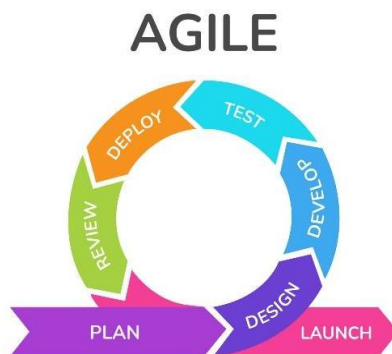 AGILE
PLAN
DESIGN
DEVELOP
TEST
DEPLOY
REVIEW
LAUNCH